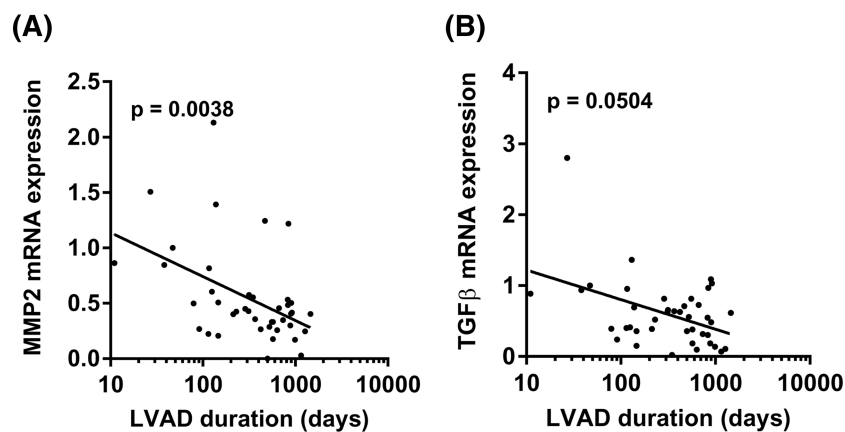 (A)
MMP2 mRNA expression
2.5
2.0
1.5
1.0
0.5
0.0
p = 0.0038
10
100
1000
10000
LVAD duration (days)
(B)
TGFβ mRNA expression
4
3
2
1
0
p = 0.0504
10
100
1000
10000
LVAD duration (days)